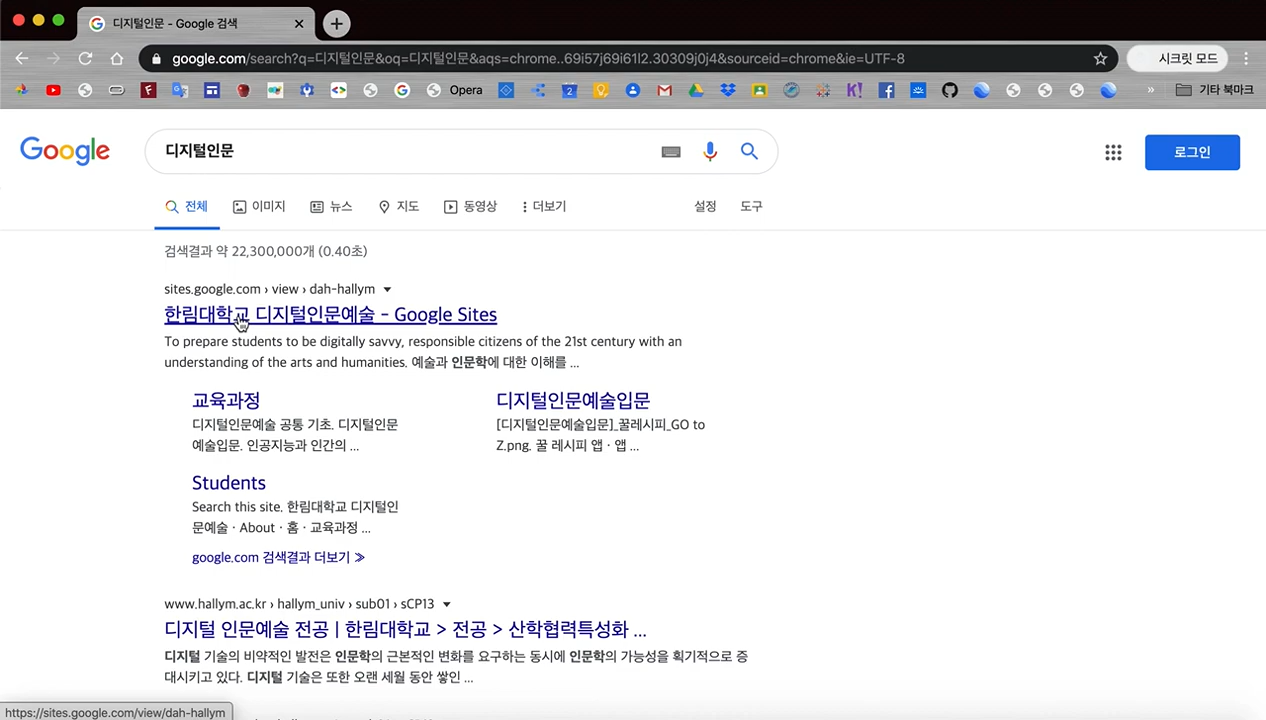 디지털인문 - Google 검색
google.com/search?q=디지털인문&oq=디지털인문&aqs=chrome..69i57j69i61l2.30309j0j4&sourceid=chrome&ie=UTF-8
시크릿 모드
Opera
기타 북마크
Google
디지털인문
로그인
전체 이미지 뉴스 지도 동영상 더보기 설정 도구
검색결과 약 22,300,000개 (0.40초)
sites.google.com › view › dah-hallym
한림대학교 디지털인문예술 - Google Sites
To prepare students to be digitally savvy, responsible citizens of the 21st century with an
understanding of the arts and humanities. 예술과 인문학에 대한 이해를 ...
교육과정
디지털인문예술 공통 기초. 디지털인문
예술입문. 인공지능과 인간의 ...
디지털인문예술입문
[디지털인문예술입문]_꿀레시피_GO to
Z.png. 꿀 레시피 앱 · 앱 ...
Students
Search this site. 한림대학교 디지털인
문예술 · About · 홈 · 교육과정 ...
google.com 검색결과 더보기 ≫
www.hallym.ac.kr › hallym_univ › sub01 › sCP13
디지털 인문예술 전공 | 한림대학교 > 전공 > 산학협력특성화 ...
디지털 기술의 비약적인 발전은 인문학의 근본적인 변화를 요구하는 동시에 인문학의 가능성을 획기적으로 증
대시키고 있다. 디지털 기술은 또한 오랜 세월 동안 쌓인 ...
https://sites.google.com/view/dah-hallym